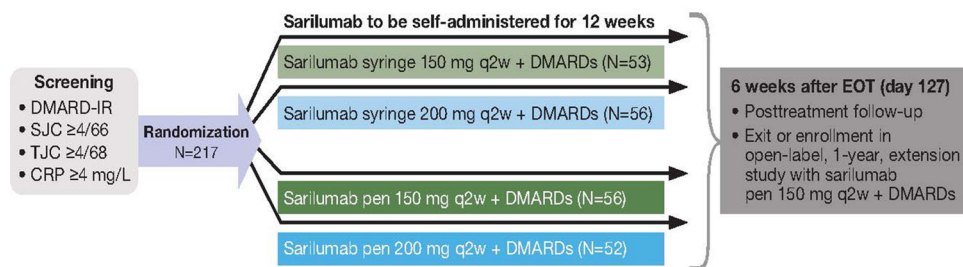 Sarilumab to be self-administered for 12 weeks
Screening
• DMARD-IR
• SJC ≥4/66
• TJC ≥4/68
• CRP ≥4 mg/L
Randomization
N=217
Sarilumab syringe 150 mg q2w + DMARDs (N=53)
Sarilumab syringe 200 mg q2w + DMARDs (N=56)
Sarilumab pen 150 mg q2w + DMARDs (N=56)
Sarilumab pen 200 mg q2w + DMARDs (N=52)
6 weeks after EOT (day 127)
• Posttreatment follow-up
• Exit or enrollment in
open-label, 1-year, extension
study with sarilumab
pen 150 mg q2w + DMARDs